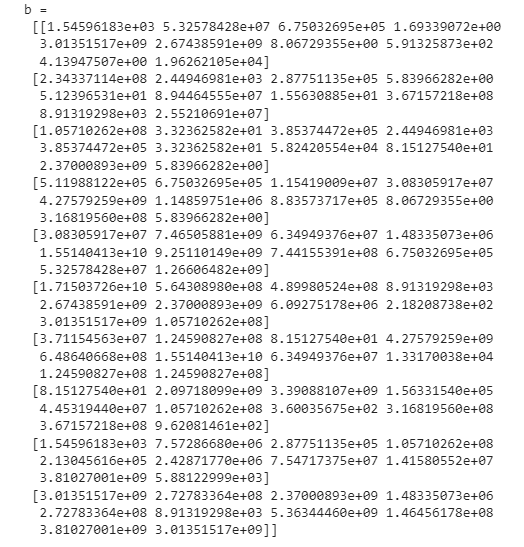 b =
[[1.54596183e+03 5.32578428e+07 6.75032695e+05 1.69339072e+00
3.01351517e+09 2.67438591e+09 8.06729355e+00 5.91325873e+02
4.13947507e+00 1.96262105e+04]
[2.34337114e+08 2.44946981e+03 2.87751135e+05 5.83966282e+00
5.12396531e+01 8.94464555e+07 1.55630885e+01 3.67157218e+08
8.91319298e+03 2.55210691e+07]
[1.05710262e+08 3.32362582e+01 3.85374472e+05 2.44946981e+03
3.85374472e+05 3.32362582e+01 5.82420554e+04 8.15127540e+01
2.37000893e+09 5.83966282e+00]
[5.11988122e+05 6.75032695e+05 1.15419009e+07 3.08305917e+07
4.27579259e+09 1.14859751e+06 8.83573717e+05 8.06729355e+00
3.16819560e+08 5.83966282e+00]
[3.08305917e+07 7.46505881e+09 6.34949376e+07 1.48335073e+06
1.55140413e+10 9.25110149e+09 7.44155391e+08 6.75032695e+05
5.32578428e+07 1.26606482e+09]
[1.71503726e+10 5.64308980e+08 4.89980524e+08 8.91319298e+03
2.67438591e+09 2.37000893e+09 6.09275178e+06 2.18208738e+02
3.01351517e+09 1.05710262e+08]
[3.71154563e+07 1.24590827e+08 8.15127540e+01 4.27579259e+09
6.48640668e+08 1.55140413e+10 6.34949376e+07 1.33170038e+04
1.24590827e+08 1.24590827e+08]
[8.15127540e+01 2.09718099e+09 3.39088107e+09 1.56331540e+05
4.45319440e+07 1.05710262e+08 3.60035675e+02 3.16819560e+08
3.67157218e+08 9.62081461e+02]
[1.54596183e+03 7.57286680e+06 2.87751135e+05 1.05710262e+08
2.13045616e+05 2.42871770e+06 7.54717375e+07 1.41580552e+07
3.81027001e+09 5.88122999e+03]
[3.01351517e+09 2.72783364e+08 2.37000893e+09 1.48335073e+06
2.72783364e+08 8.91319298e+03 5.36344460e+09 1.46456178e+08
3.81027001e+09 3.01351517e+09]]